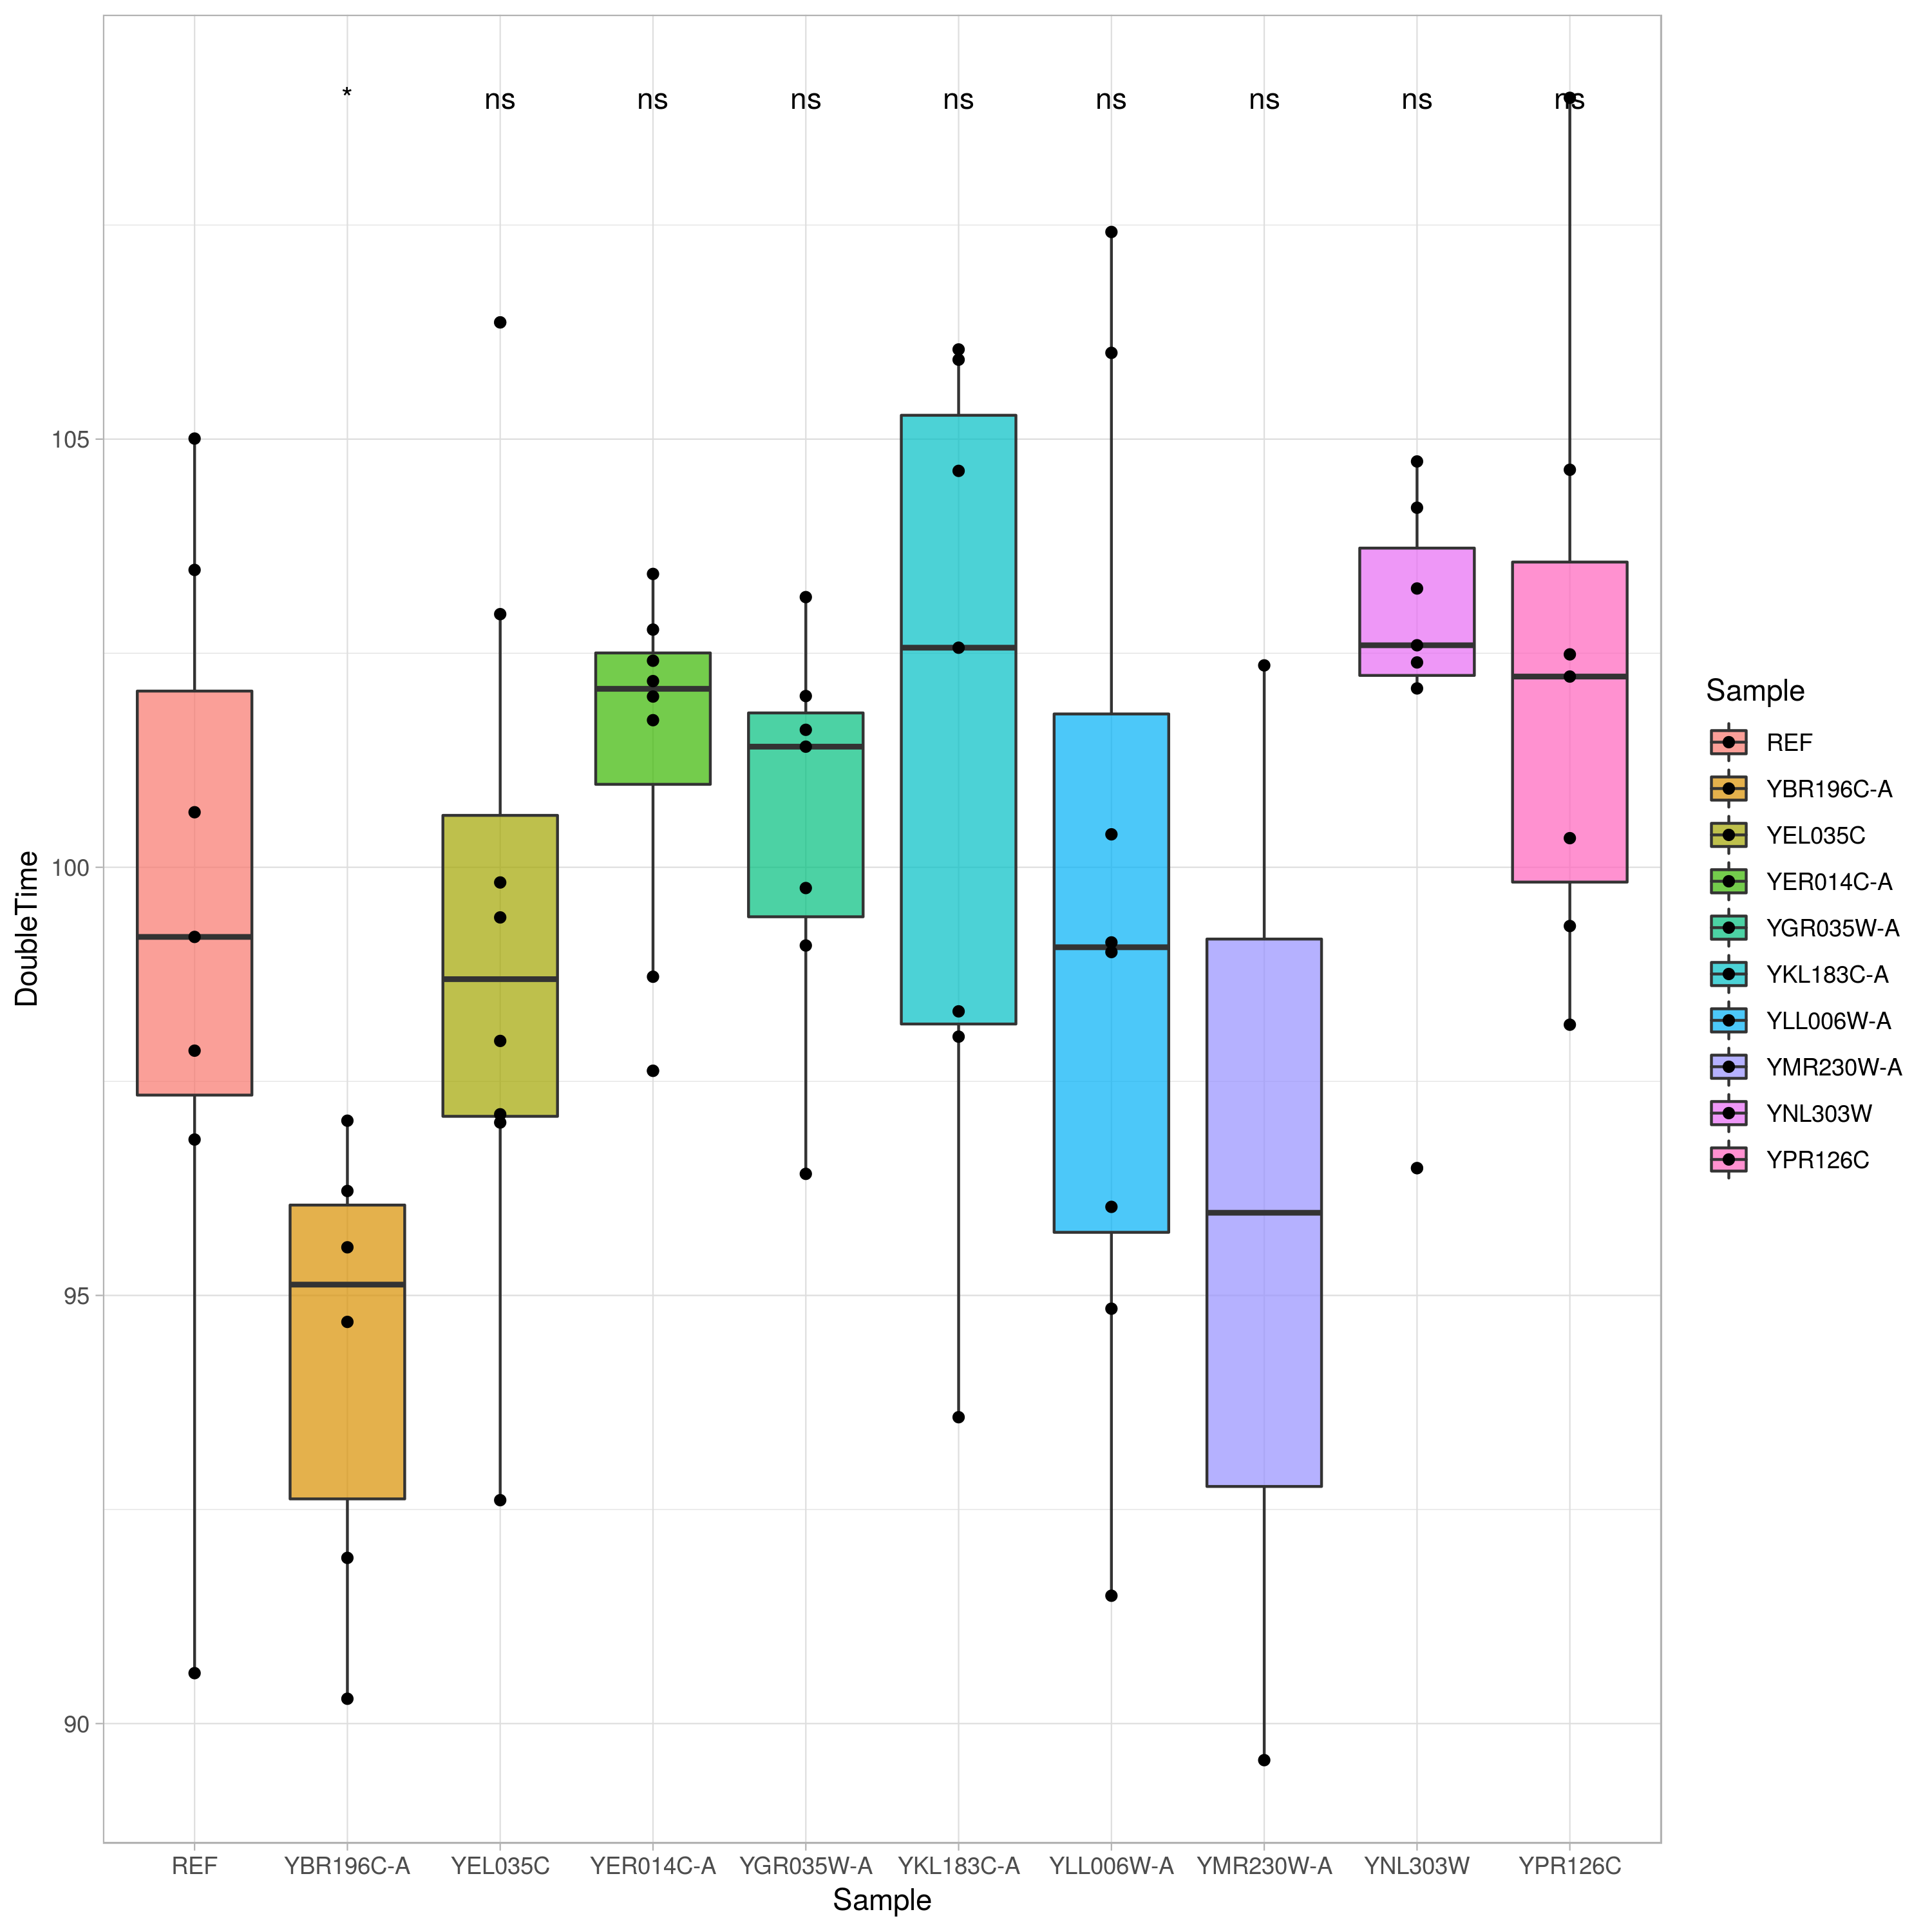 * ns ns ns ns ns ns ns ns
105
100
95
90
DoubleTime
REF YBR196C-A YEL035C YER014C-A YGR035W-A YKL183C-A YLL006W-A YMR230W-A YNL303W YPR126C
Sample
Sample
REF
YBR196C-A
YEL035C
YER014C-A
YGR035W-A
YKL183C-A
YLL006W-A
YMR230W-A
YNL303W
YPR126C